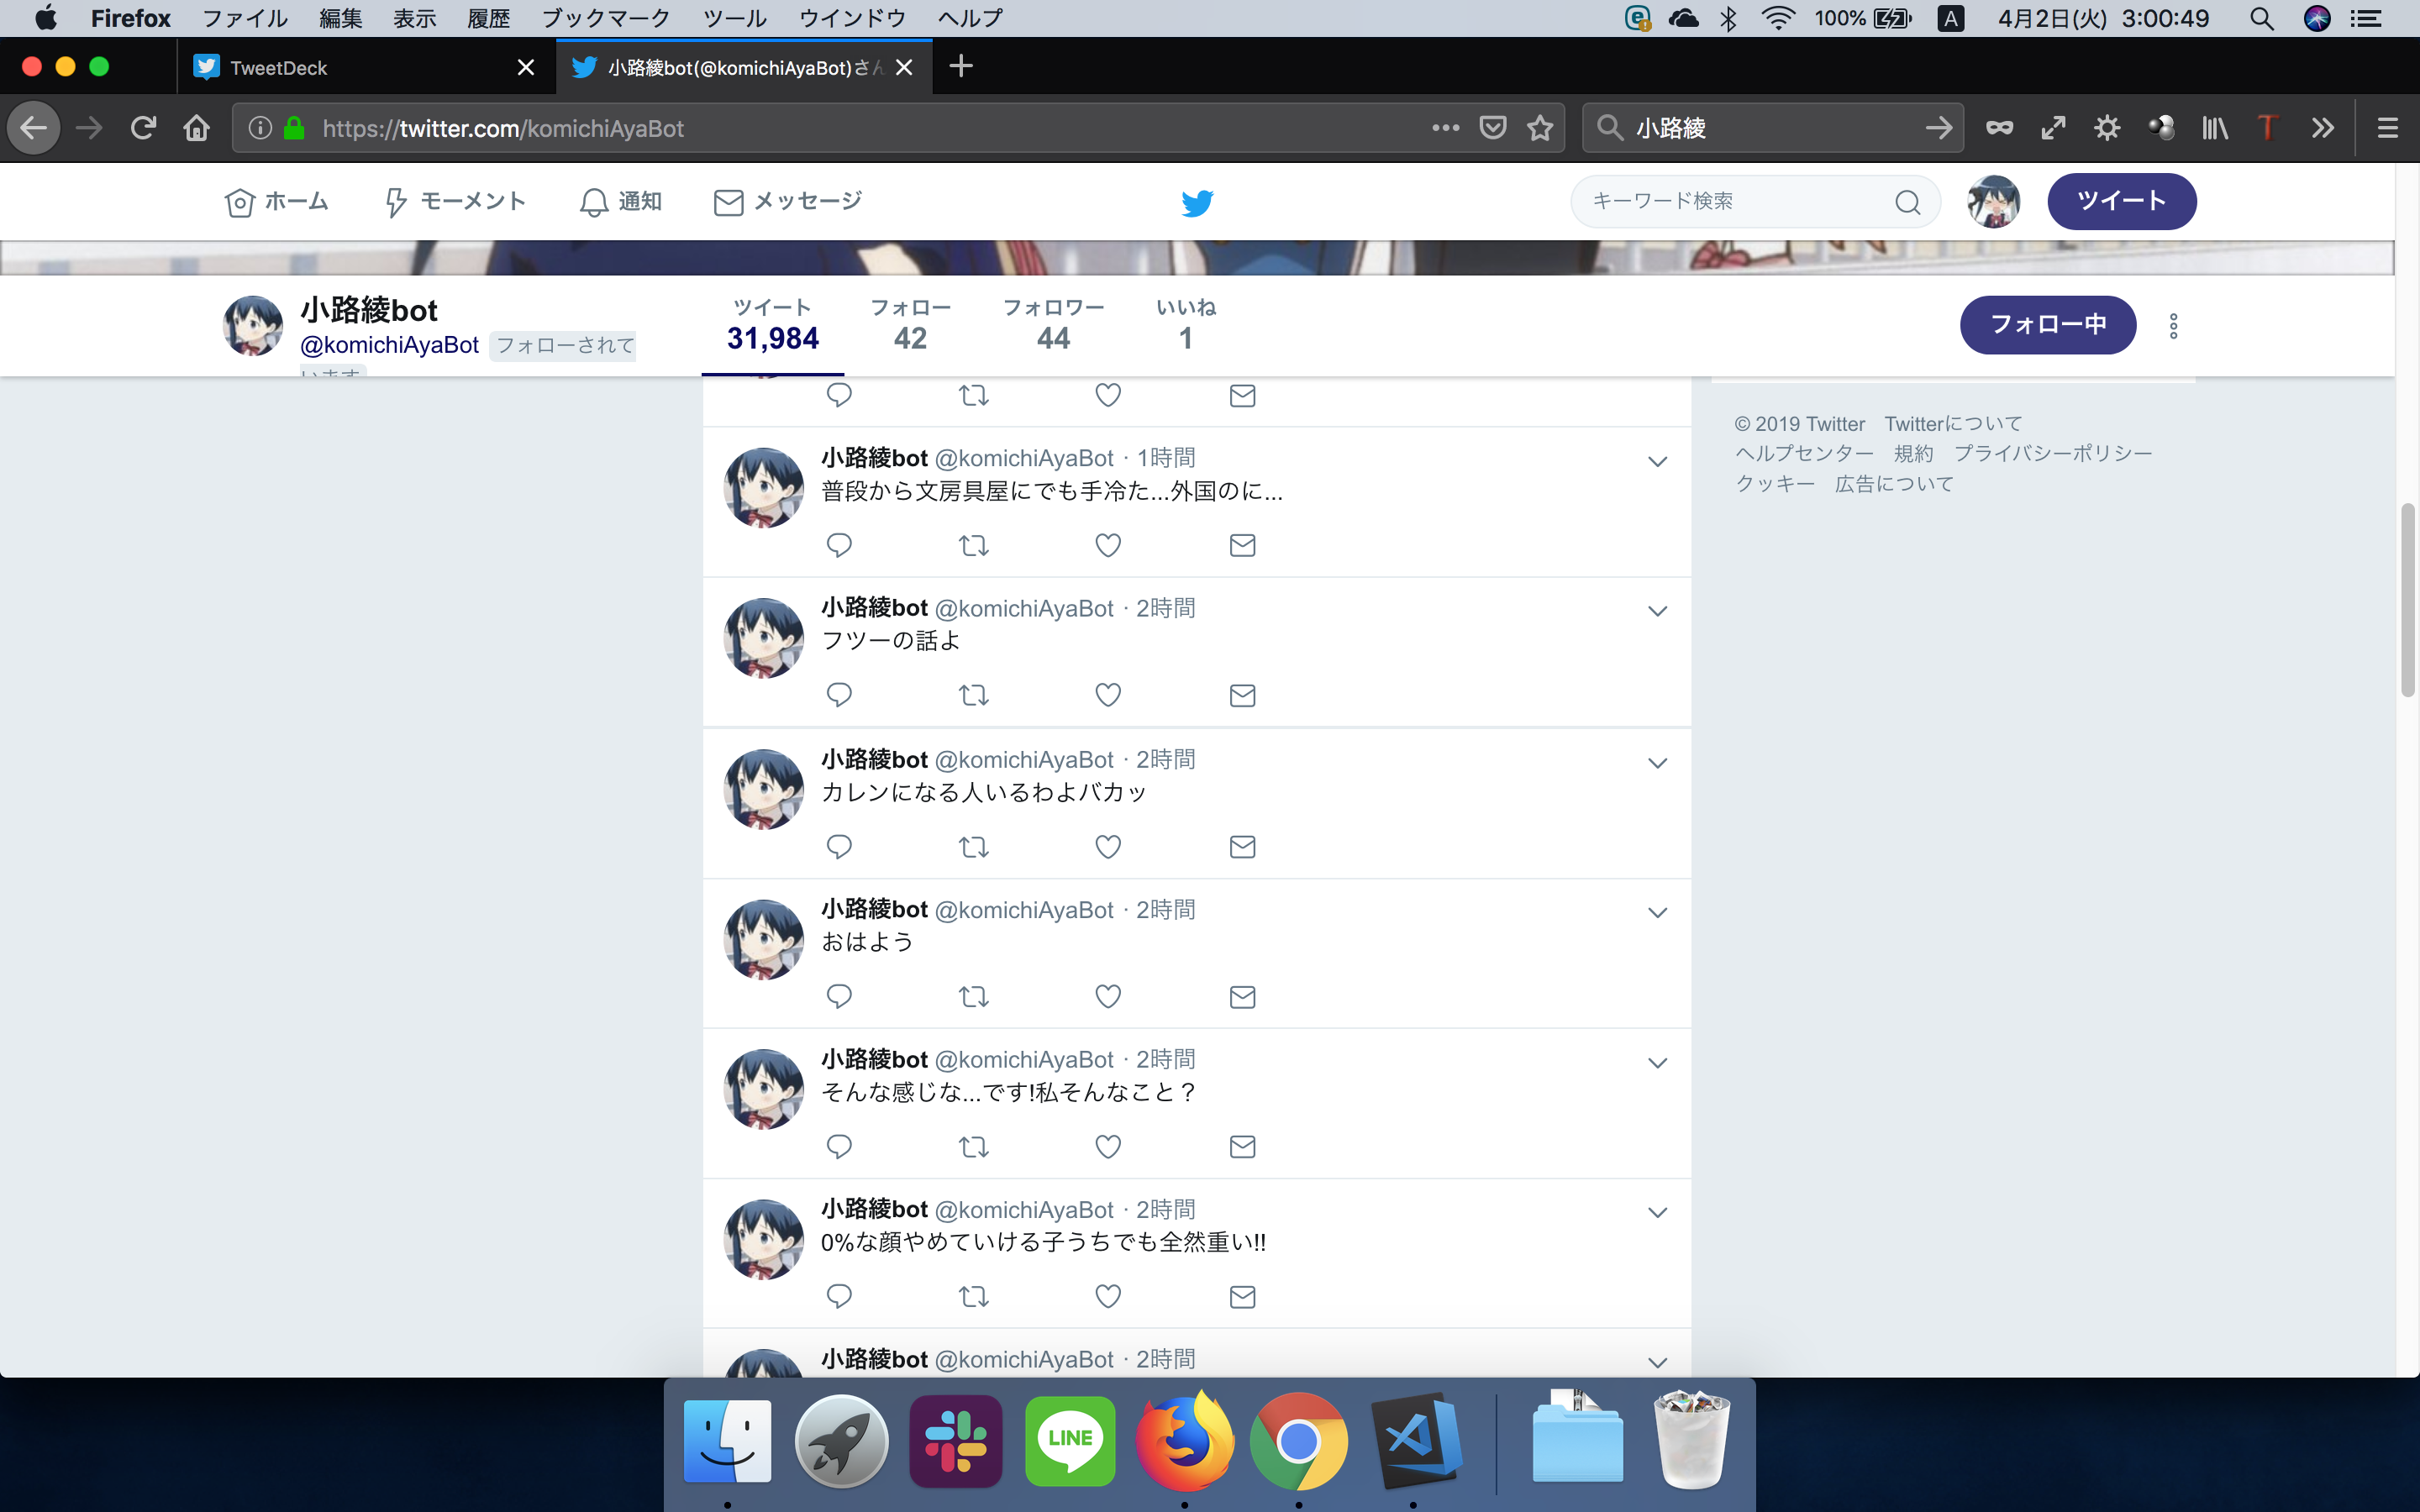 Firefox ファイル 編集 表示 履歴 ブックマーク ツール ウインドウ ヘルプ 100% A 4月2日(火) 3:00:49
TweetDeck 小路綾bot(@komichiAyaBot)さん
https://twitter.com/komichiAyaBot 小路綾
ホーム モーメント 通知 メッセージ キーワード検索 ツイート
小路綾bot
@komichiAyaBot フォローされて
います
ツイート フォロー フォロワー いいね
31,984 42 44 1
フォロー中
© 2019 Twitter Twitterについて
ヘルプセンター 規約 プライバシーポリシー
クッキー 広告について
小路綾bot @komichiAyaBot · 1時間
普段から文房具屋にでも手冷た...外国のに...
小路綾bot @komichiAyaBot · 2時間
フツーの話よ
小路綾bot @komichiAyaBot · 2時間
カレンになる人いるわよバカッ
小路綾bot @komichiAyaBot · 2時間
おはよう
小路綾bot @komichiAyaBot · 2時間
そんな感じな...です!私そんなこと？
小路綾bot @komichiAyaBot · 2時間
0%な顔やめていける子うちでも全然重い!!
小路綾bot @komichiAyaBot · 2時間
LINE